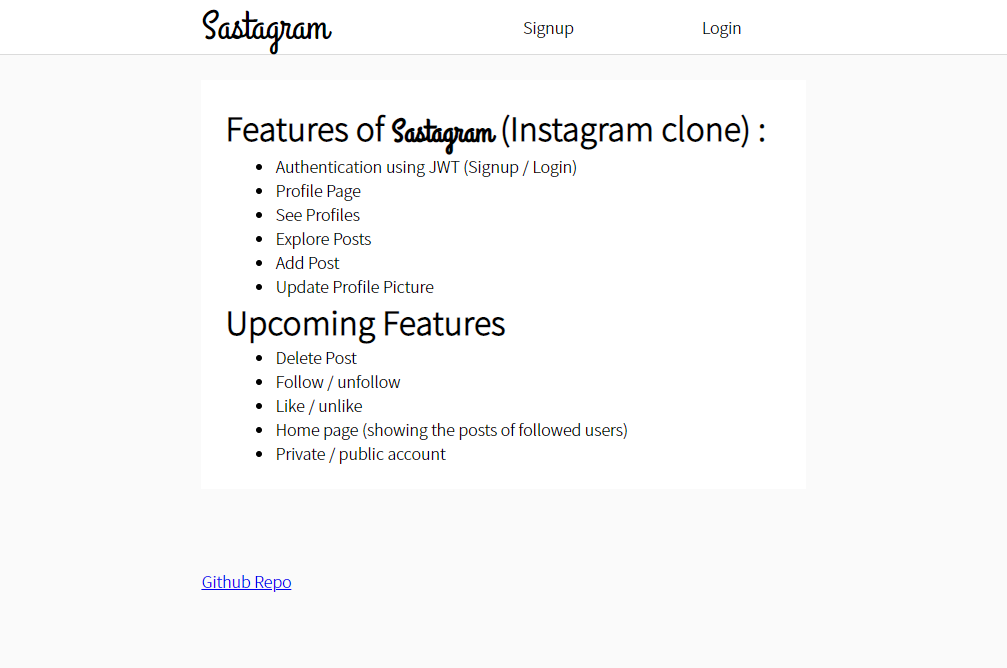 Sastagram Signup Login
Features of Sastagram (Instagram clone) :
• Authentication using JWT (Signup / Login)
• Profile Page
• See Profiles
• Explore Posts
• Add Post
• Update Profile Picture
Upcoming Features
• Delete Post
• Follow / unfollow
• Like / unlike
• Home page (showing the posts of followed users)
• Private / public account
Github Repo